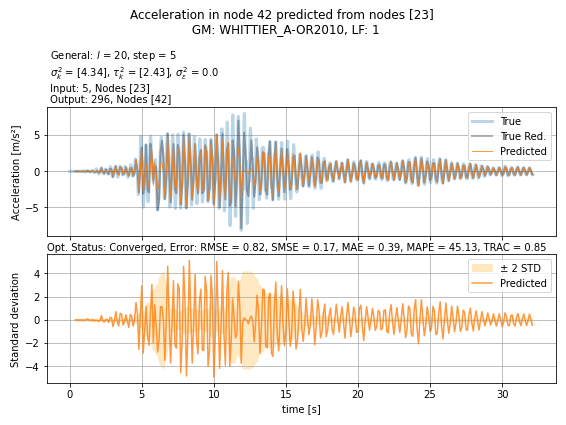 Acceleration in node 42 predicted from nodes [23]
GM: WHITTIER_A-OR2010, LF: 1
General: l = 20, step = 5
σ²ₖ = [4.34], τ²ₖ = [2.43], σ²ε = 0.0
Input: 5, Nodes [23]
Output: 296, Nodes [42]
Acceleration [m/s²]
5
0
−5
True
True Red.
Predicted
Opt. Status: Converged, Error: RMSE = 0.82, SMSE = 0.17, MAE = 0.39, MAPE = 45.13, TRAC = 0.85
Standard deviation
4
2
0
−2
−4
± 2 STD
Predicted
0 5 10 15 20 25 30
time [s]